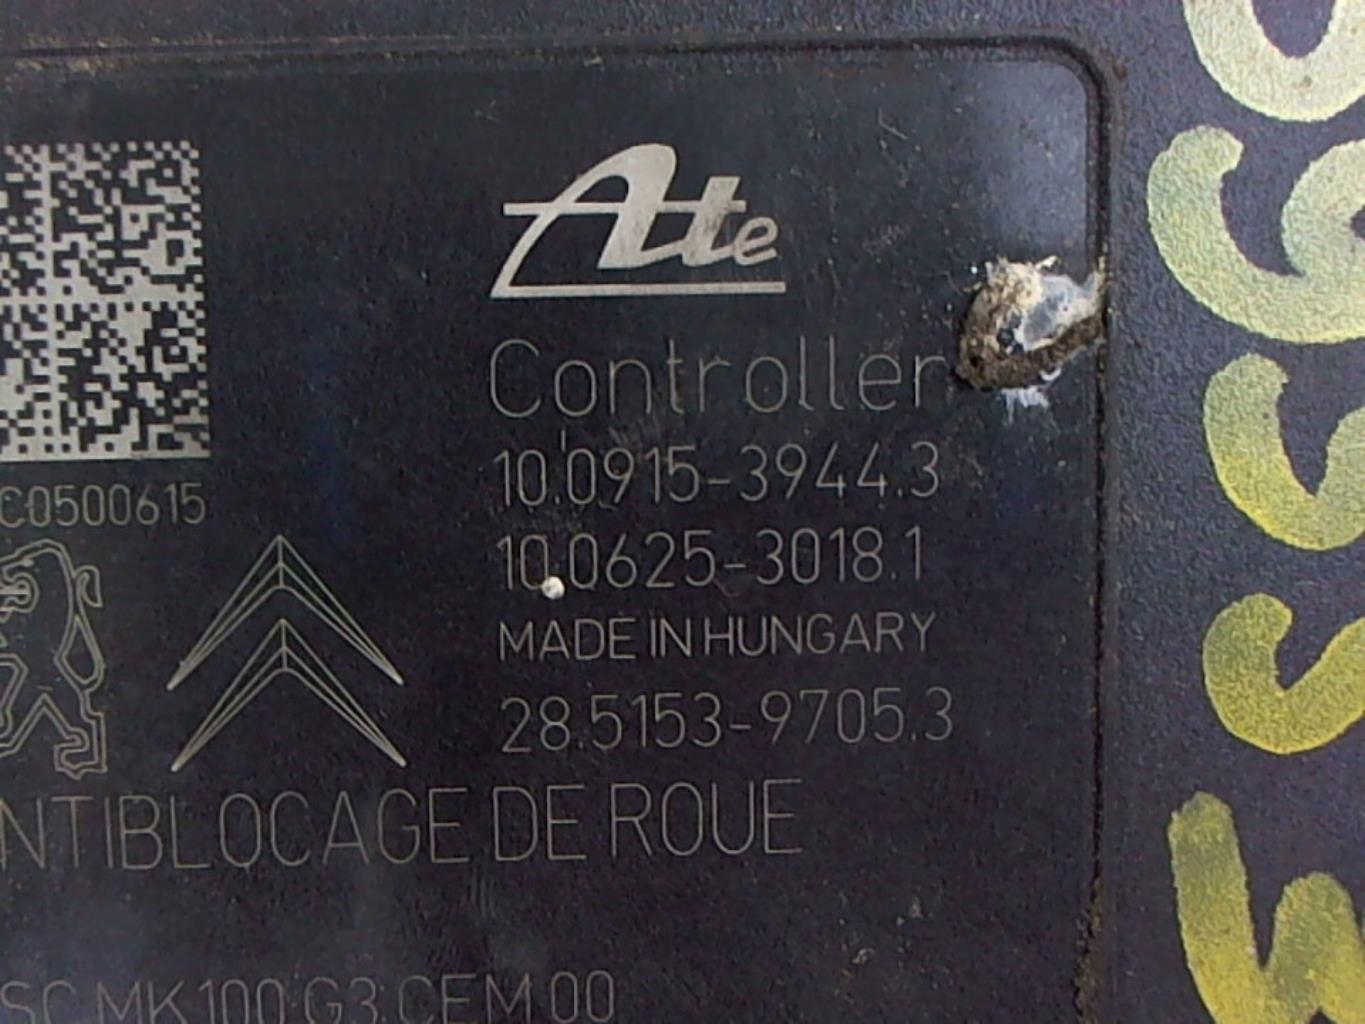 Ate
Controller
10.0915-3944.3
10.0625-3018.1
MADE IN HUNGARY
28.5153-9705.3
C0500615
NTIBLOCAGE DE ROUE
SC MK100 G3 CEM 00